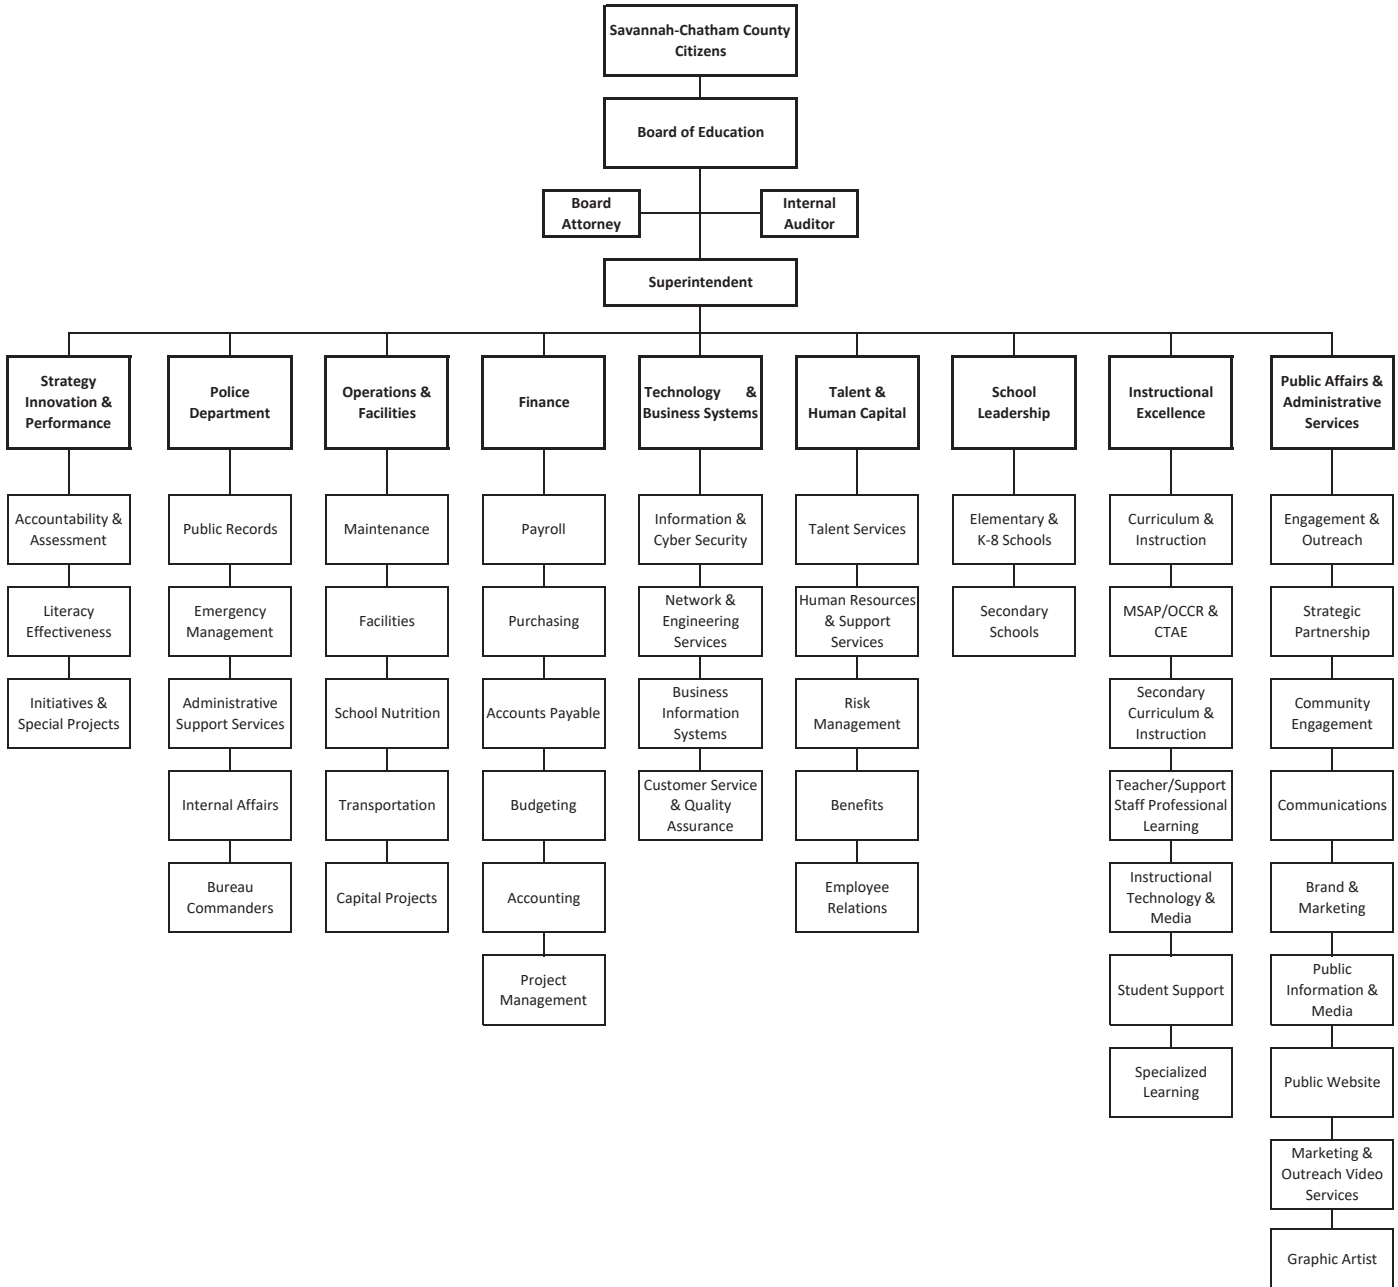 Savannah-Chatham County
Citizens
Board of Education
Board
Attorney
Internal
Auditor
Superintendent
Strategy
Innovation &
Performance
Police
Department
Operations &
Facilities
Finance
Technology &
Business Systems
Talent &
Human Capital
School
Leadership
Instructional
Excellence
Public Affairs &
Administrative
Services
Accountability &
Assessment
Public Records
Maintenance
Payroll
Information &
Cyber Security
Talent Services
Elementary &
K-8 Schools
Curriculum &
Instruction
Engagement &
Outreach
Literacy
Effectiveness
Emergency
Management
Facilities
Purchasing
Network &
Engineering
Services
Human Resources
& Support
Services
Secondary
Schools
MSAP/OCCR &
CTAE
Strategic
Partnership
Initiatives &
Special Projects
Administrative
Support Services
School Nutrition
Accounts Payable
Business
Information
Systems
Risk
Management
Secondary
Curriculum &
Instruction
Community
Engagement
Internal Affairs
Transportation
Budgeting
Customer Service
& Quality
Assurance
Benefits
Teacher/Support
Staff Professional
Learning
Communications
Bureau
Commanders
Capital Projects
Accounting
Employee
Relations
Instructional
Technology &
Media
Brand &
Marketing
Project
Management
Student Support
Public
Information &
Media
Specialized
Learning
Public Website
Marketing &
Outreach Video
Services
Graphic Artist